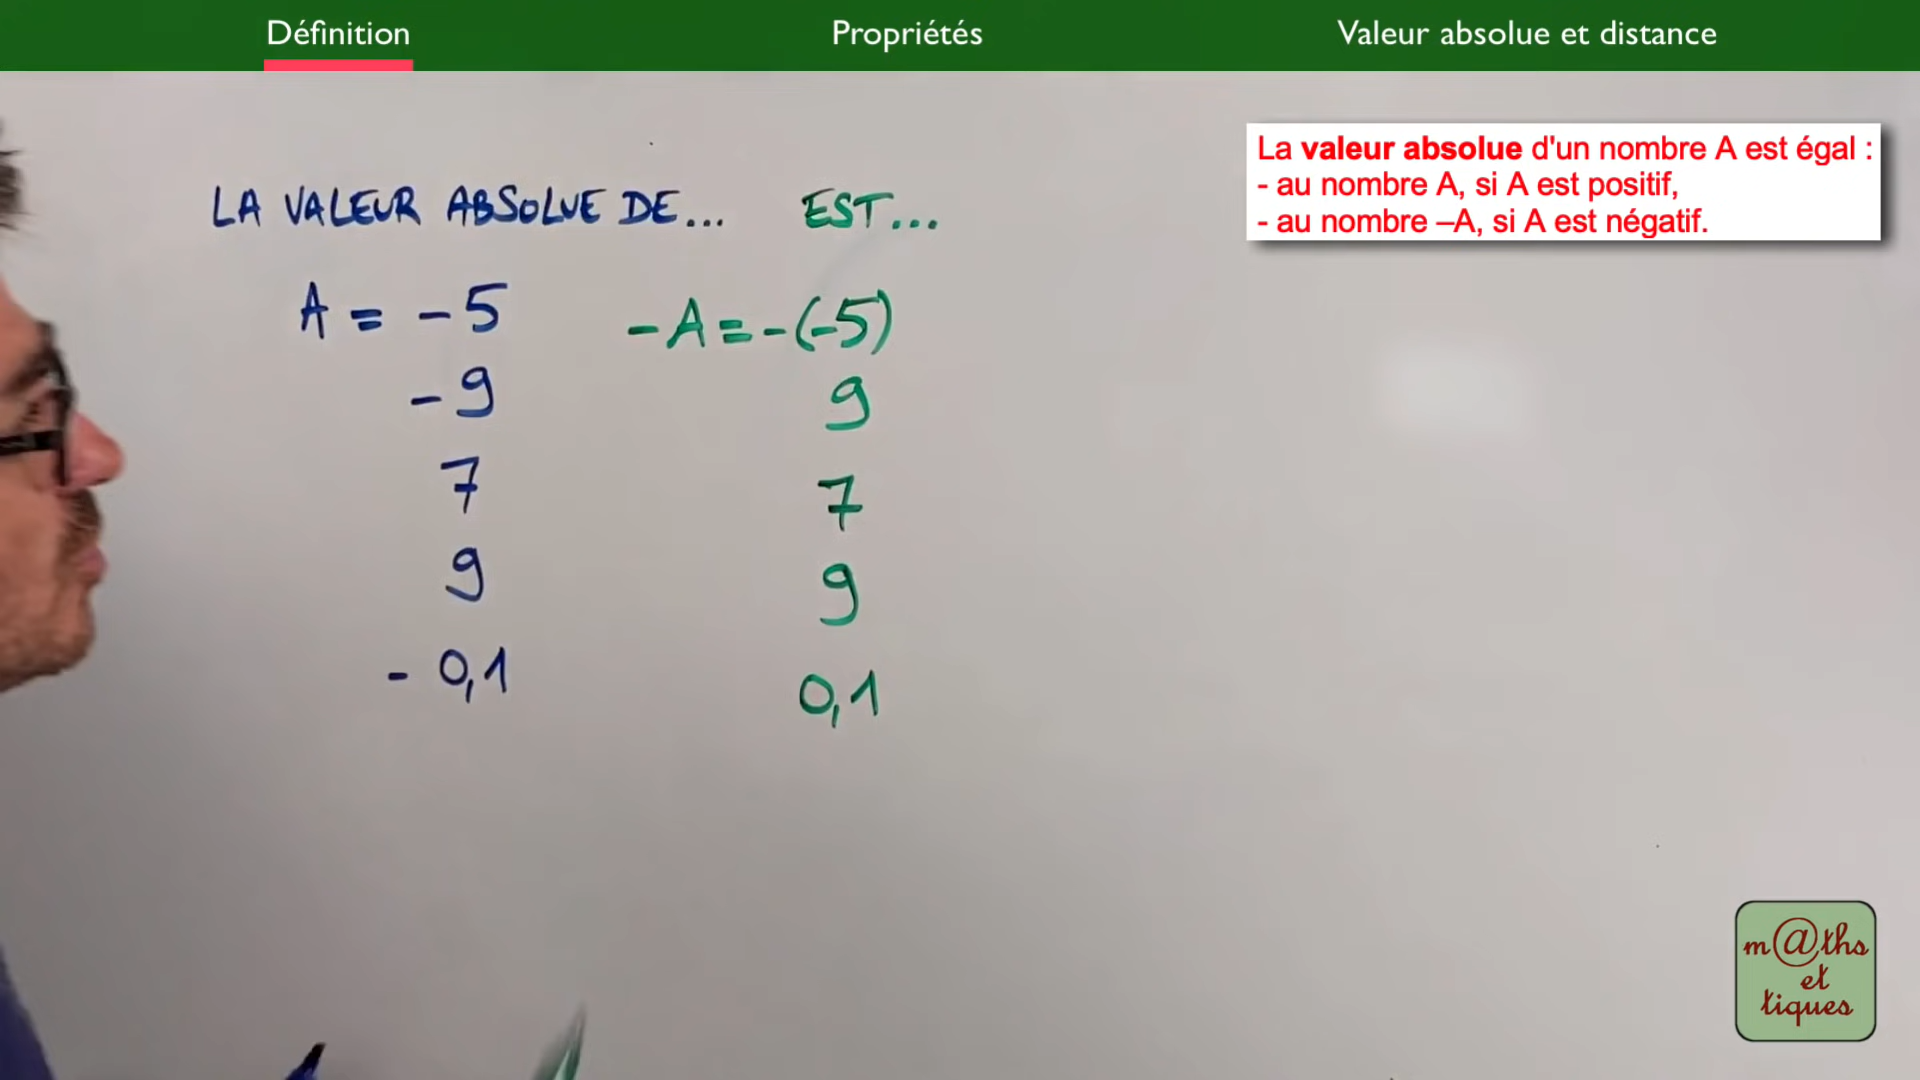 Définition Propriétés Valeur absolue et distance
La valeur absolue d'un nombre A est égal :
- au nombre A, si A est positif,
- au nombre –A, si A est négatif.
LA VALEUR ABSOLUE DE... EST...
A = -5 -A = -(-5)
-9 9
7 7
9 9
- 0,1 0,1
m@ths
et
tiques